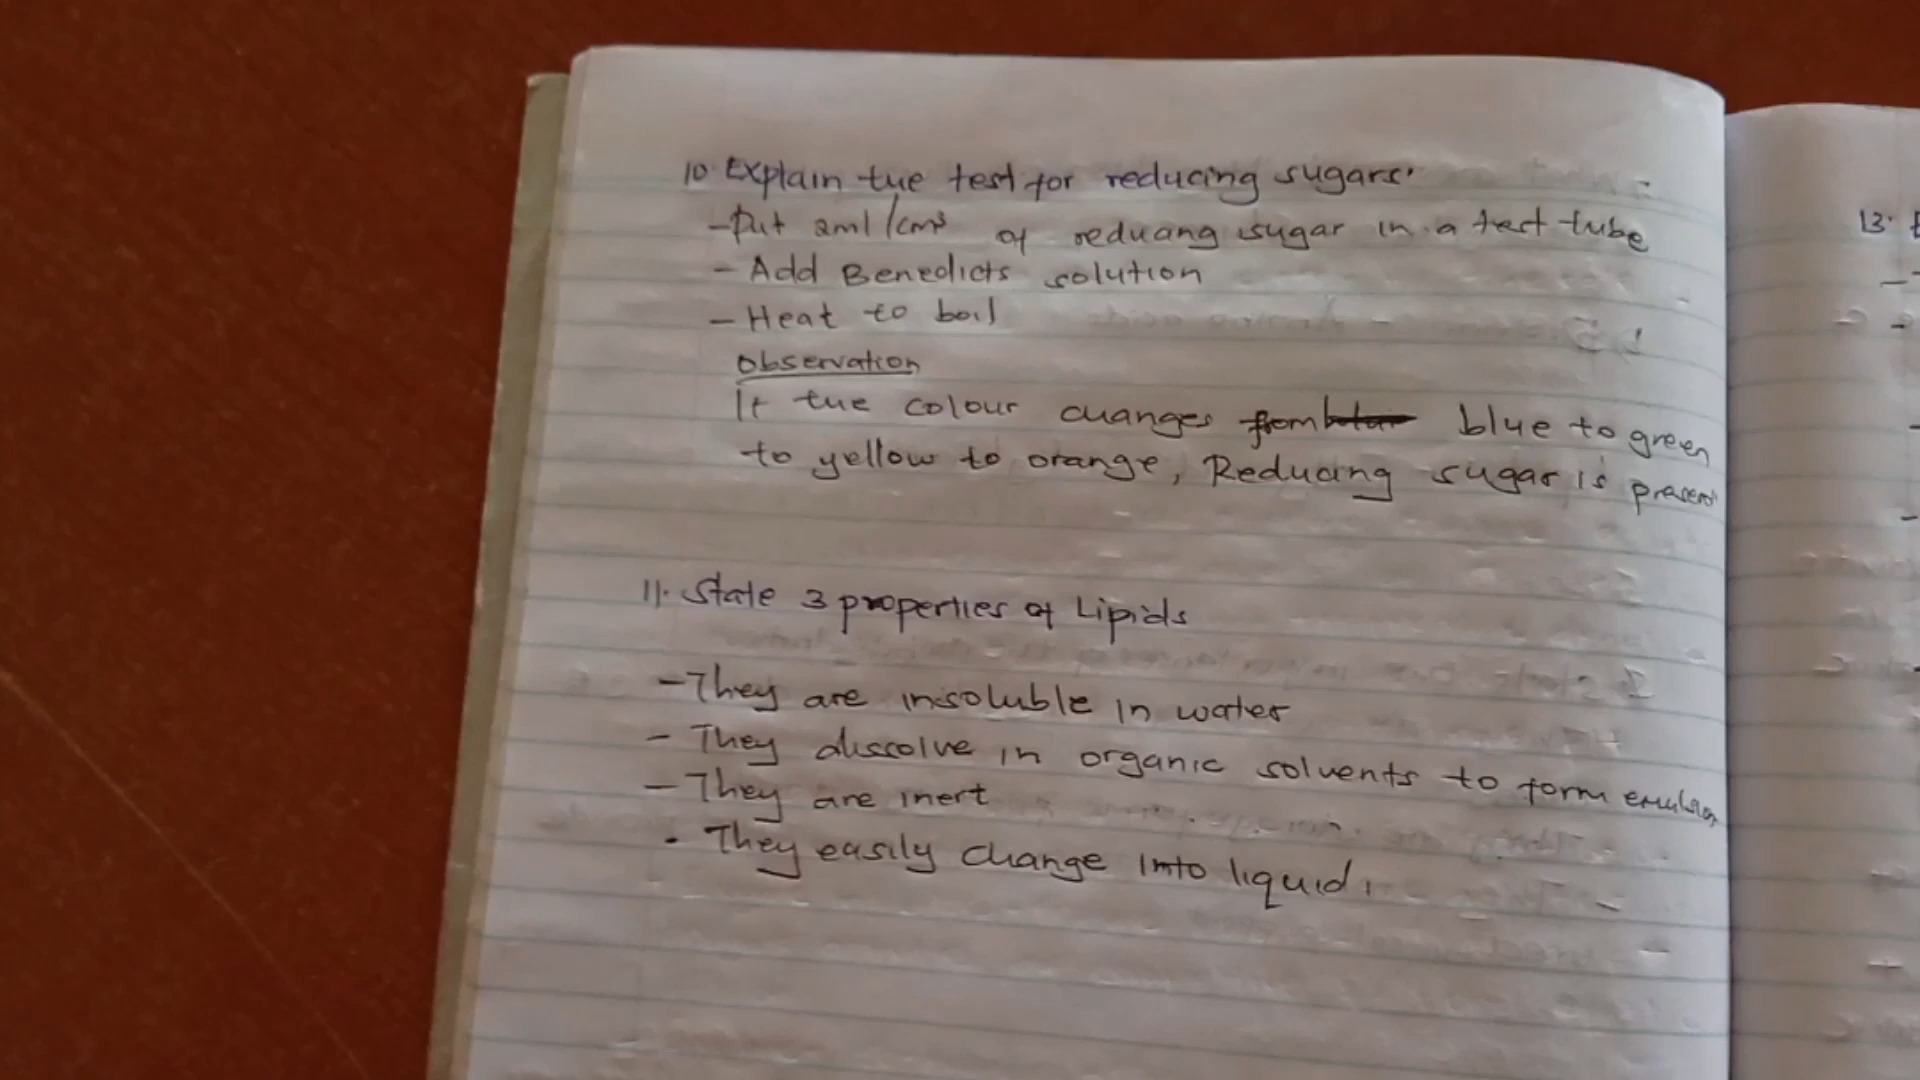 10. Explain the test for reducing sugars.
- Put 2ml/cm³ of reducing sugar in a test tube
- Add Benedicts solution
- Heat to boil
Observation
If the colour changes from blue to green
to yellow to orange, Reducing sugar is present
11. State 3 properties of Lipids
- They are insoluble in water
- They dissolve in organic solvents to form emulsion
- They are inert
• They easily change into liquid.
13.